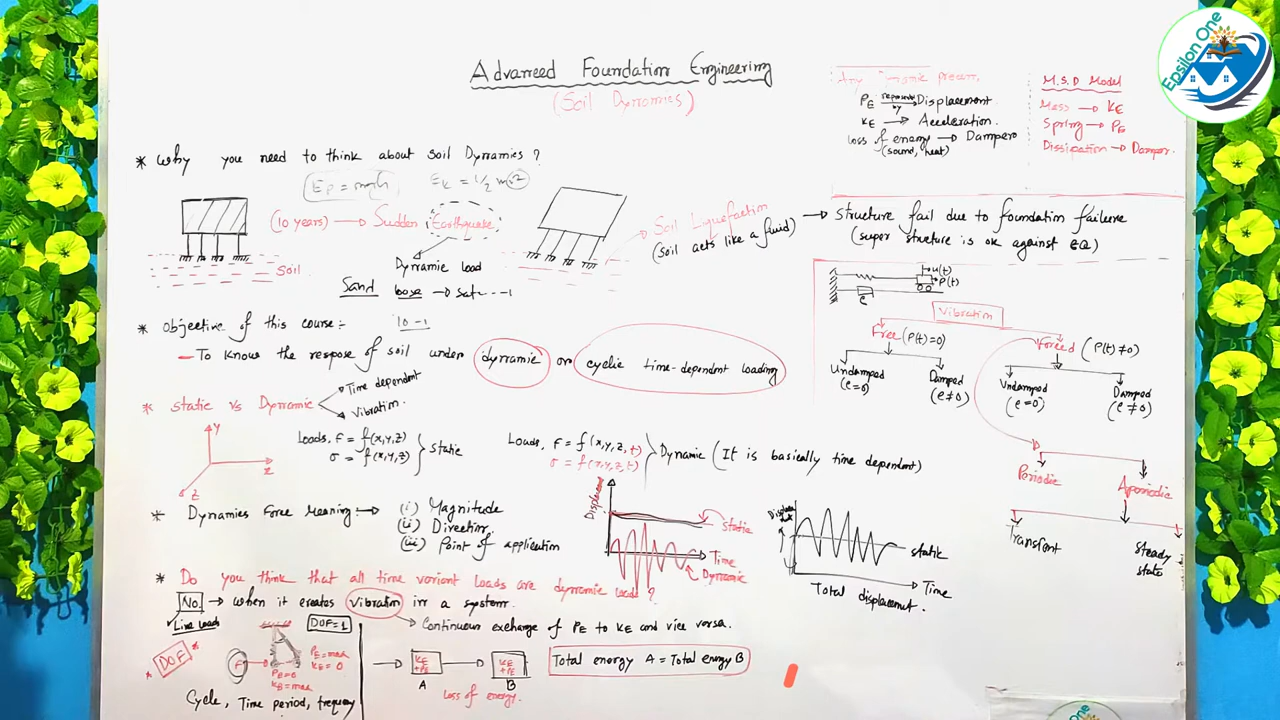 Advanced Foundation Engineering
(Soil Dynamics)
Any Dynamic
PE represents by Displacement
KE → Acceleration.
Loss of energy → Dampero
(sound, heat)
M.S.D Model
Mass → KE
Spring → PE
Dissipation → Damper.
* Why you need to think about Soil Dynamics ?
EP = mgh, EK = 1/2 mv2
(10 years) → Sudden Earthquake
Soil
Dynamic load
Sand loose → sat----
Soil Liquefaction
(soil acts like a fluid)
→ Structure fail due to foundation failure
(super structure is ok against EQ)
u(t)
P(t)
c
Vibration
Free (P(t)=0)
Forced (P(t)≠0)
Undamped
(c=0)
Damped
(c≠0)
Undamped
(c=0)
Damped
(c≠0)
Periodic
Aperiodic
Transient
Steady
state
* Objective of this course:-
- To know the respose of soil under dynamic or cyclic time-dependent loading
* Static vs Dynamic
Time dependent
Vibration.
Y
X
Z
Loads, F = f(x,y,z)
σ = f(x,y,z)
Static
Loads, F = f(x,y,z,t)
σ = f(x,y,z,t)
Dynamic (It is basically time dependent)
* Dynamics Force Meaning:→ (i) Magnitude
(ii) Direction
(iii) Point of application
Static
Time
Dynamic
static
Time
Total displacemnt.
* Do you think that all time variant loads are dynamic loads ?
No → when it creates vibration in a system.
Live loads
→ Continuous exchange of PE to KE and vice versa.
DOF=1
* DOF *
F
PE=max
KE=0
PE=0
KE=max
Cycle, Time period, frequency
KE
+PE
A
KE
+PE
B
Loss of energy.
Total energy A = Total energy B
Epsilon One